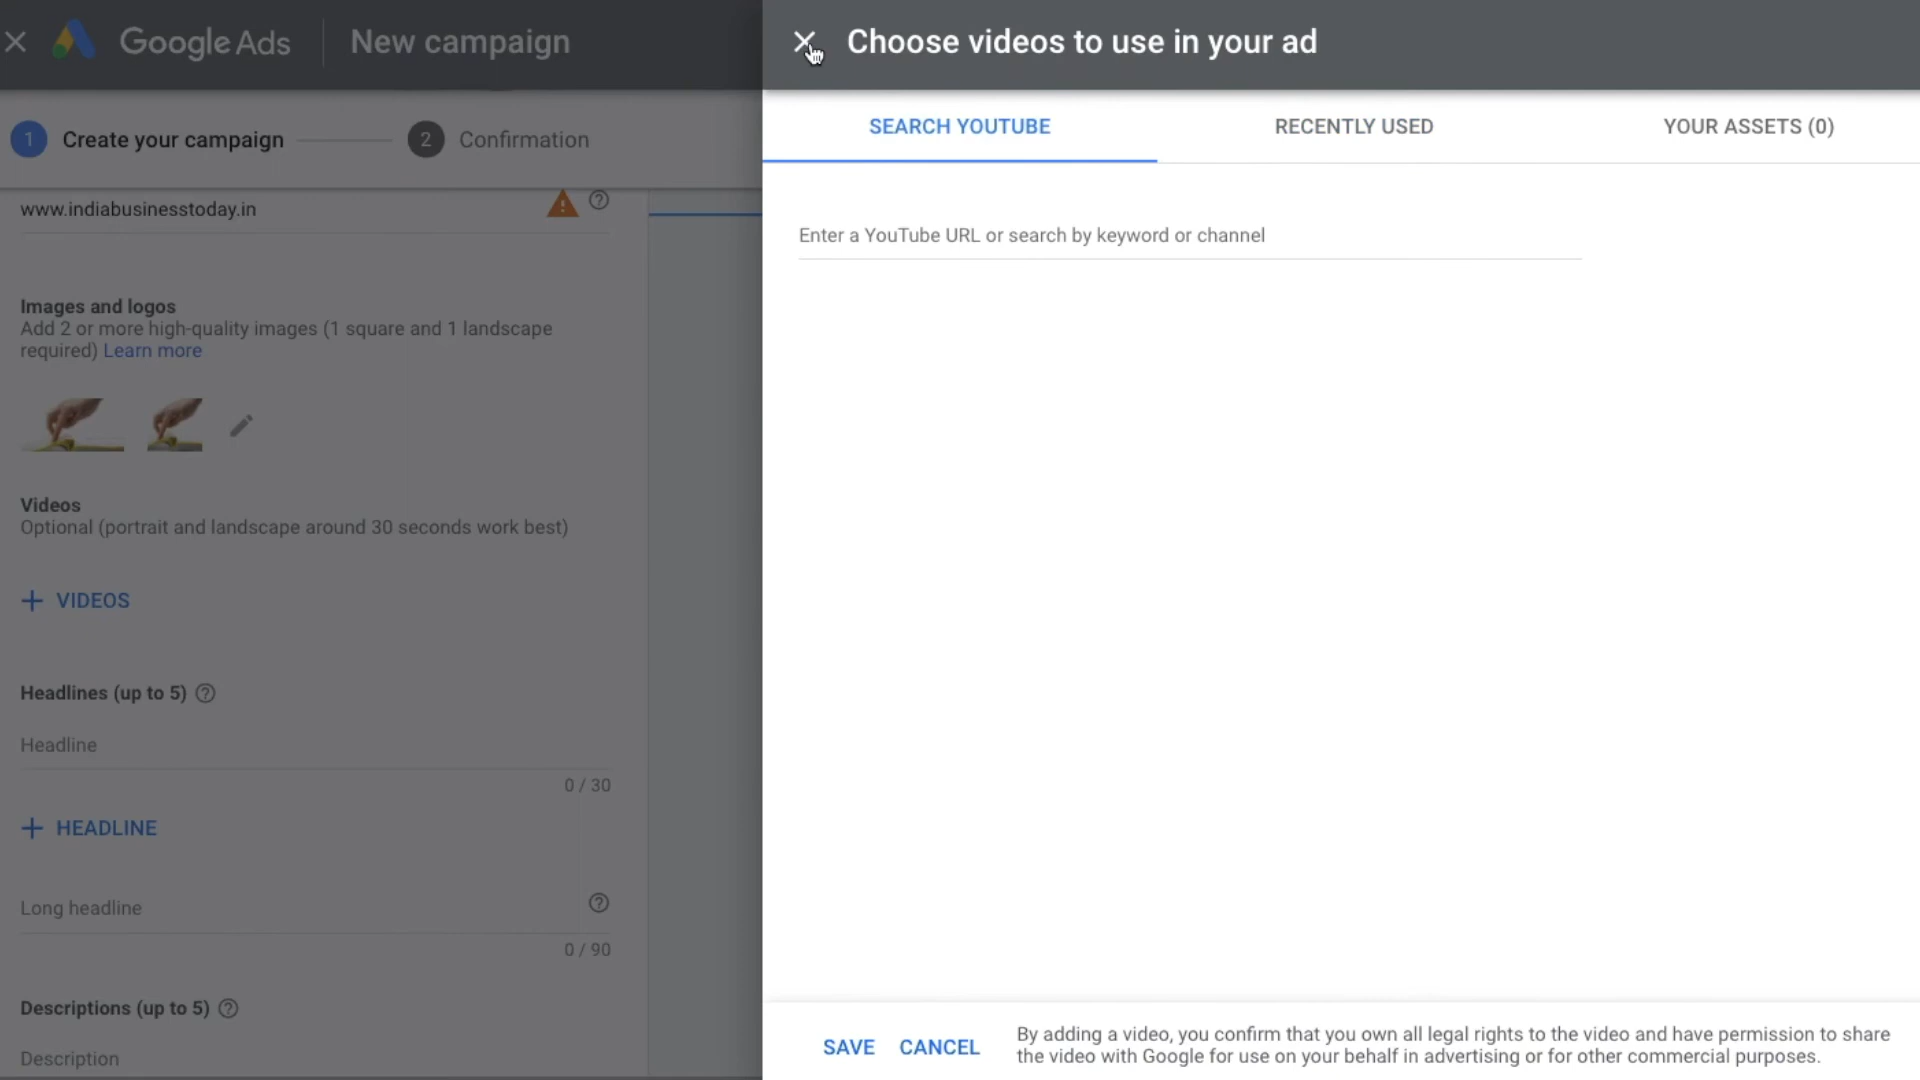 Google Ads
New campaign
Choose videos to use in your ad
1 Create your campaign
2 Confirmation
SEARCH YOUTUBE
RECENTLY USED
YOUR ASSETS (0)
www.indiabusinesstoday.in
Enter a YouTube URL or search by keyword or channel
Images and logos
Add 2 or more high-quality images (1 square and 1 landscape
required) Learn more
Videos
Optional (portrait and landscape around 30 seconds work best)
+ VIDEOS
Headlines (up to 5)
Headline
0 / 30
+ HEADLINE
Long headline
0 / 90
Descriptions (up to 5)
Description
SAVE
CANCEL
By adding a video, you confirm that you own all legal rights to the video and have permission to share
the video with Google for use on your behalf in advertising or for other commercial purposes.